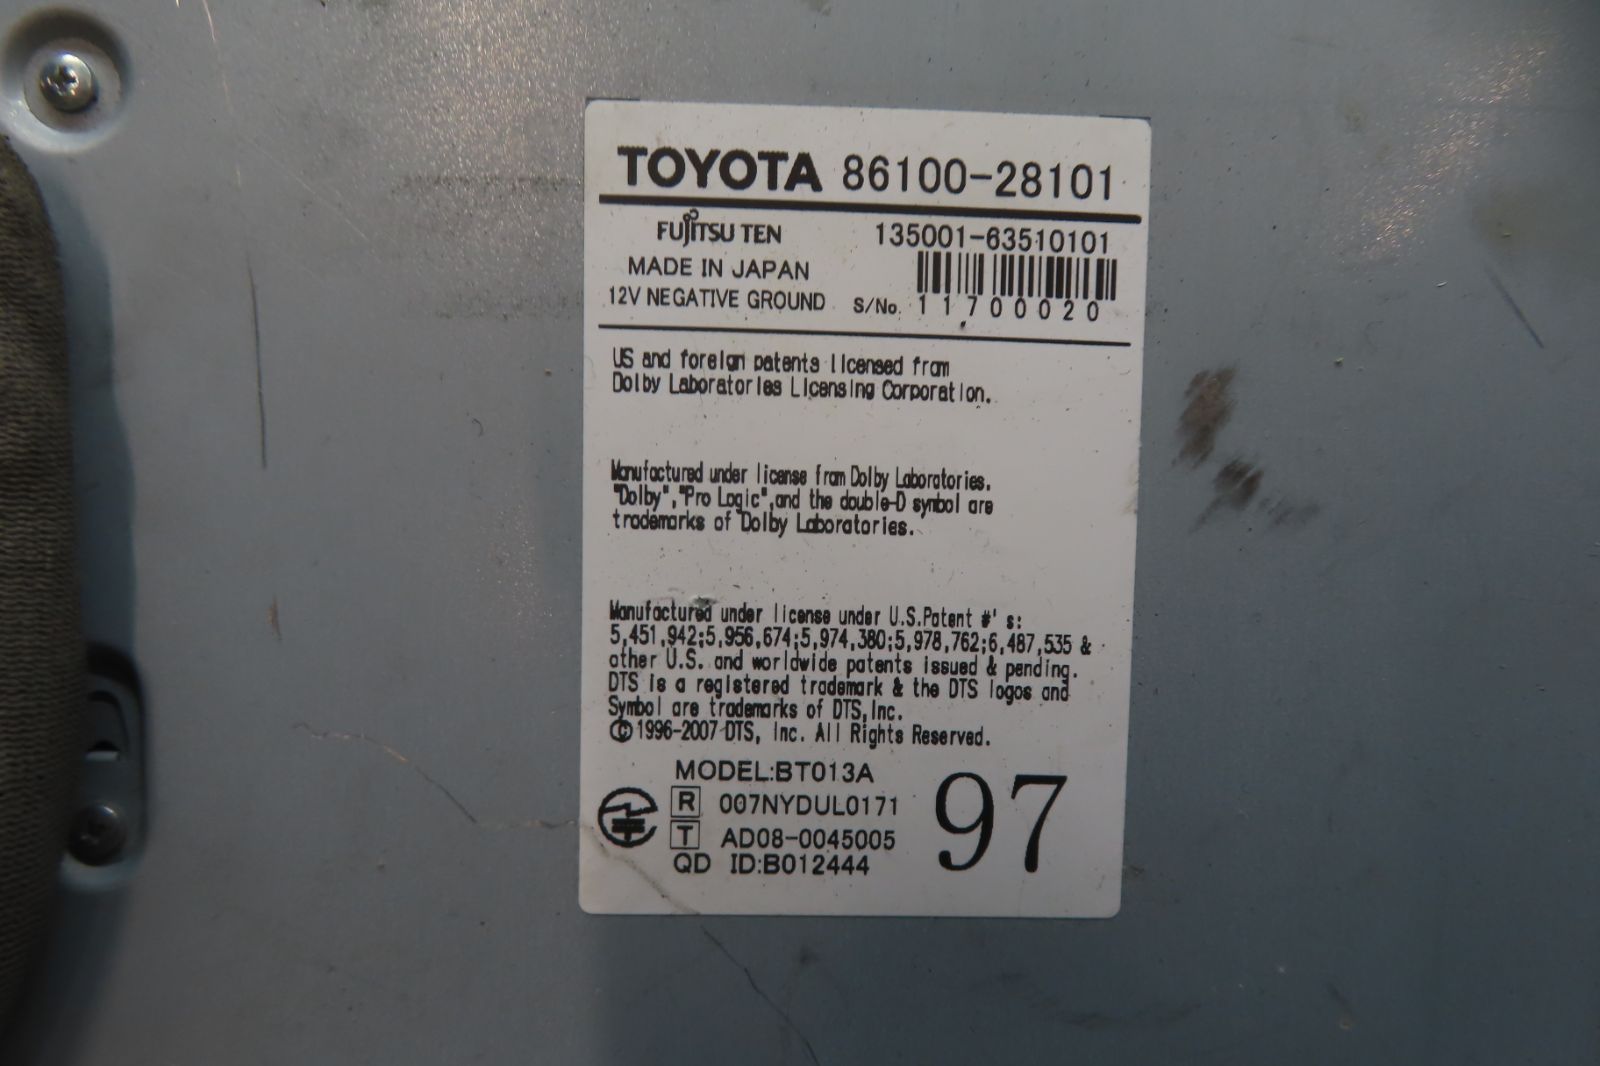 TOYOTA 86100-28101
FUJITSU TEN 135001-63510101
MADE IN JAPAN
12V NEGATIVE GROUND S/No. 11700020
US and foreign patents licensed from
Dolby Laboratories Licensing Corporation.
Manufactured under license from Dolby Laboratories.
"Dolby","Pro Logic",and the double-D symbol are
trademarks of Dolby Laboratories.
Manufactured under license under U.S.Patent #'s:
5,451,942;5,956,674;5,974,380;5,978,762;6,487,535 &
other U.S. and worldwide patents issued & pending.
DTS is a registered trademark & the DTS logos and
Symbol are trademarks of DTS,Inc.
©1996-2007 DTS, Inc. All Rights Reserved.
MODEL:BT013A
R 007NYDUL0171
T AD08-0045005
QD ID:B012444
97